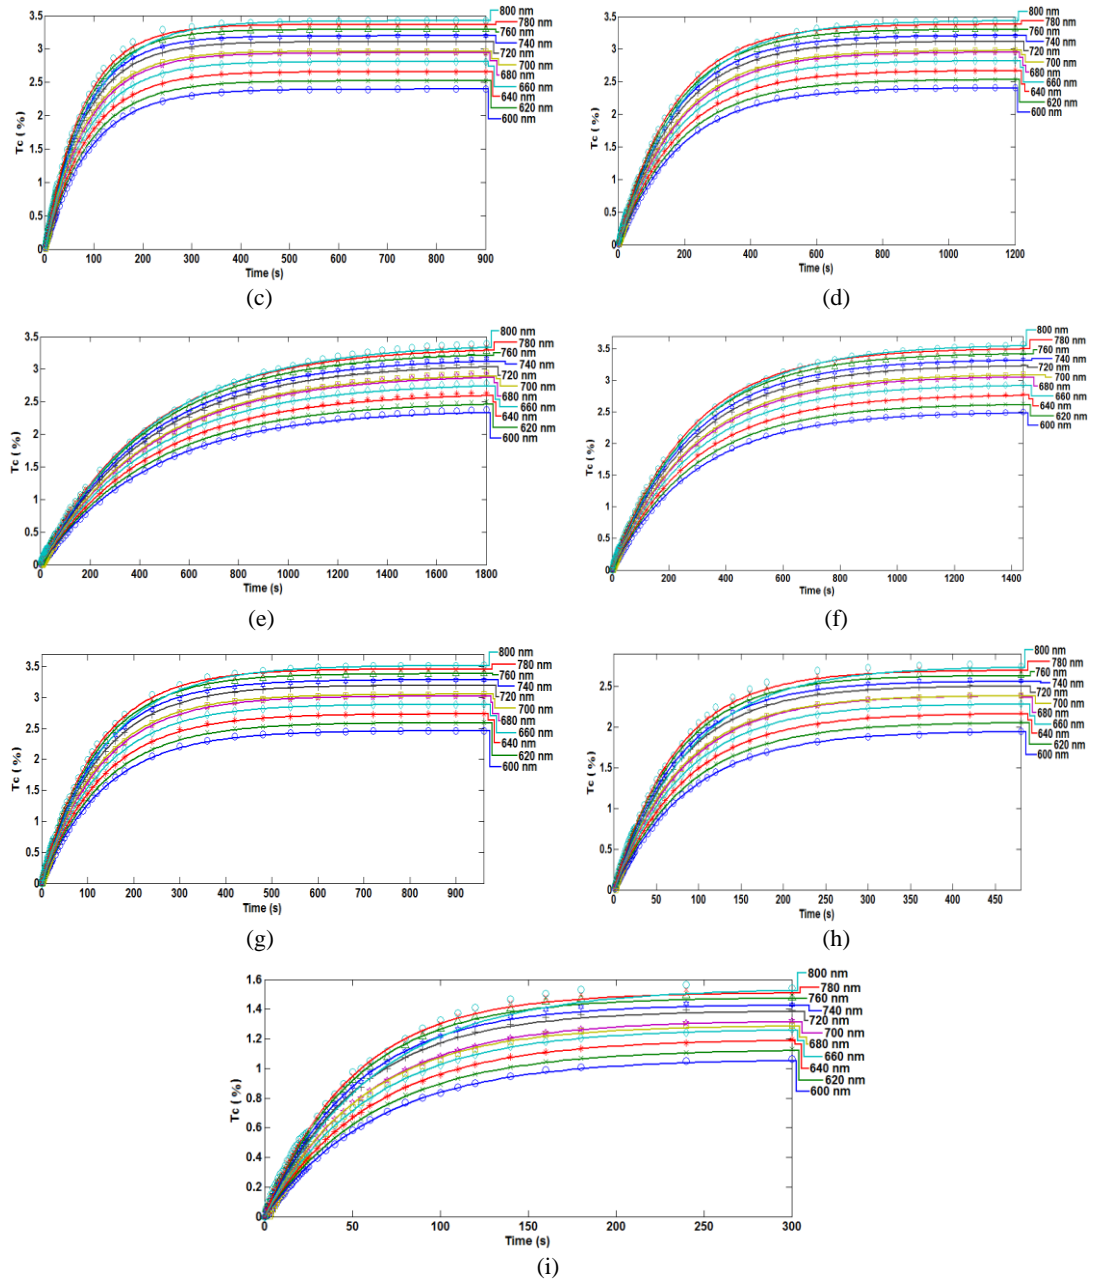 3.5
3
2.5
2
1.5
1
0.5
0
Tc ( %)
0 100 200 300 400 500 600 700 800 900
Time (s)
800 nm
780 nm
760 nm
740 nm
720 nm
700 nm
680 nm
660 nm
640 nm
620 nm
600 nm
(c)
3.5
3
2.5
2
1.5
1
0.5
0
Tc ( %)
0 200 400 600 800 1000 1200
Time (s)
800 nm
780 nm
760 nm
740 nm
720 nm
700 nm
680 nm
660 nm
640 nm
620 nm
600 nm
(d)
3.5
3
2.5
2
1.5
1
0.5
0
Tc ( %)
0 200 400 600 800 1000 1200 1400 1600 1800
Time (s)
800 nm
780 nm
760 nm
740 nm
720 nm
700 nm
680 nm
660 nm
640 nm
620 nm
600 nm
(e)
3.5
3
2.5
2
1.5
1
0.5
0
Tc ( %)
0 200 400 600 800 1000 1200 1400
Time (s)
800 nm
780 nm
760 nm
740 nm
720 nm
700 nm
680 nm
660 nm
640 nm
620 nm
600 nm
(f)
3.5
3
2.5
2
1.5
1
0.5
0
Tc ( %)
0 100 200 300 400 500 600 700 800 900
Time (s)
800 nm
780 nm
760 nm
740 nm
720 nm
700 nm
680 nm
660 nm
640 nm
620 nm
600 nm
(g)
2.5
2
1.5
1
0.5
0
Tc ( %)
0 50 100 150 200 250 300 350 400 450
Time (s)
800 nm
780 nm
760 nm
740 nm
720 nm
700 nm
680 nm
660 nm
640 nm
620 nm
600 nm
(h)
1.6
1.4
1.2
1
0.8
0.6
0.4
0.2
0
Tc ( %)
0 50 100 150 200 250 300
Time (s)
800 nm
780 nm
760 nm
740 nm
720 nm
700 nm
680 nm
660 nm
640 nm
620 nm
600 nm
(i)